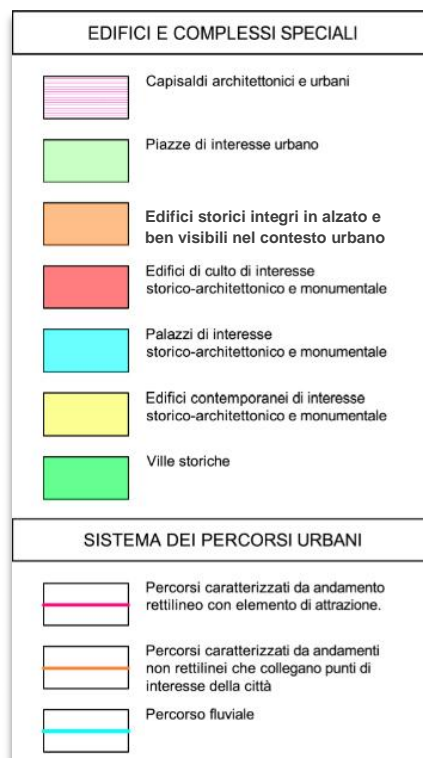 EDIFICI E COMPLESSI SPECIALI
Capisaldi architettonici e urbani
Piazze di interesse urbano
Edifici storici integri in alzato e
ben visibili nel contesto urbano
Edifici di culto di interesse
storico-architettonico e monumentale
Palazzi di interesse
storico-architettonico e monumentale
Edifici contemporanei di interesse
storico-architettonico e monumentale
Ville storiche
SISTEMA DEI PERCORSI URBANI
Percorsi caratterizzati da andamento
rettilineo con elemento di attrazione.
Percorsi caratterizzati da andamenti
non rettilinei che collegano punti di
interesse della città
Percorso fluviale